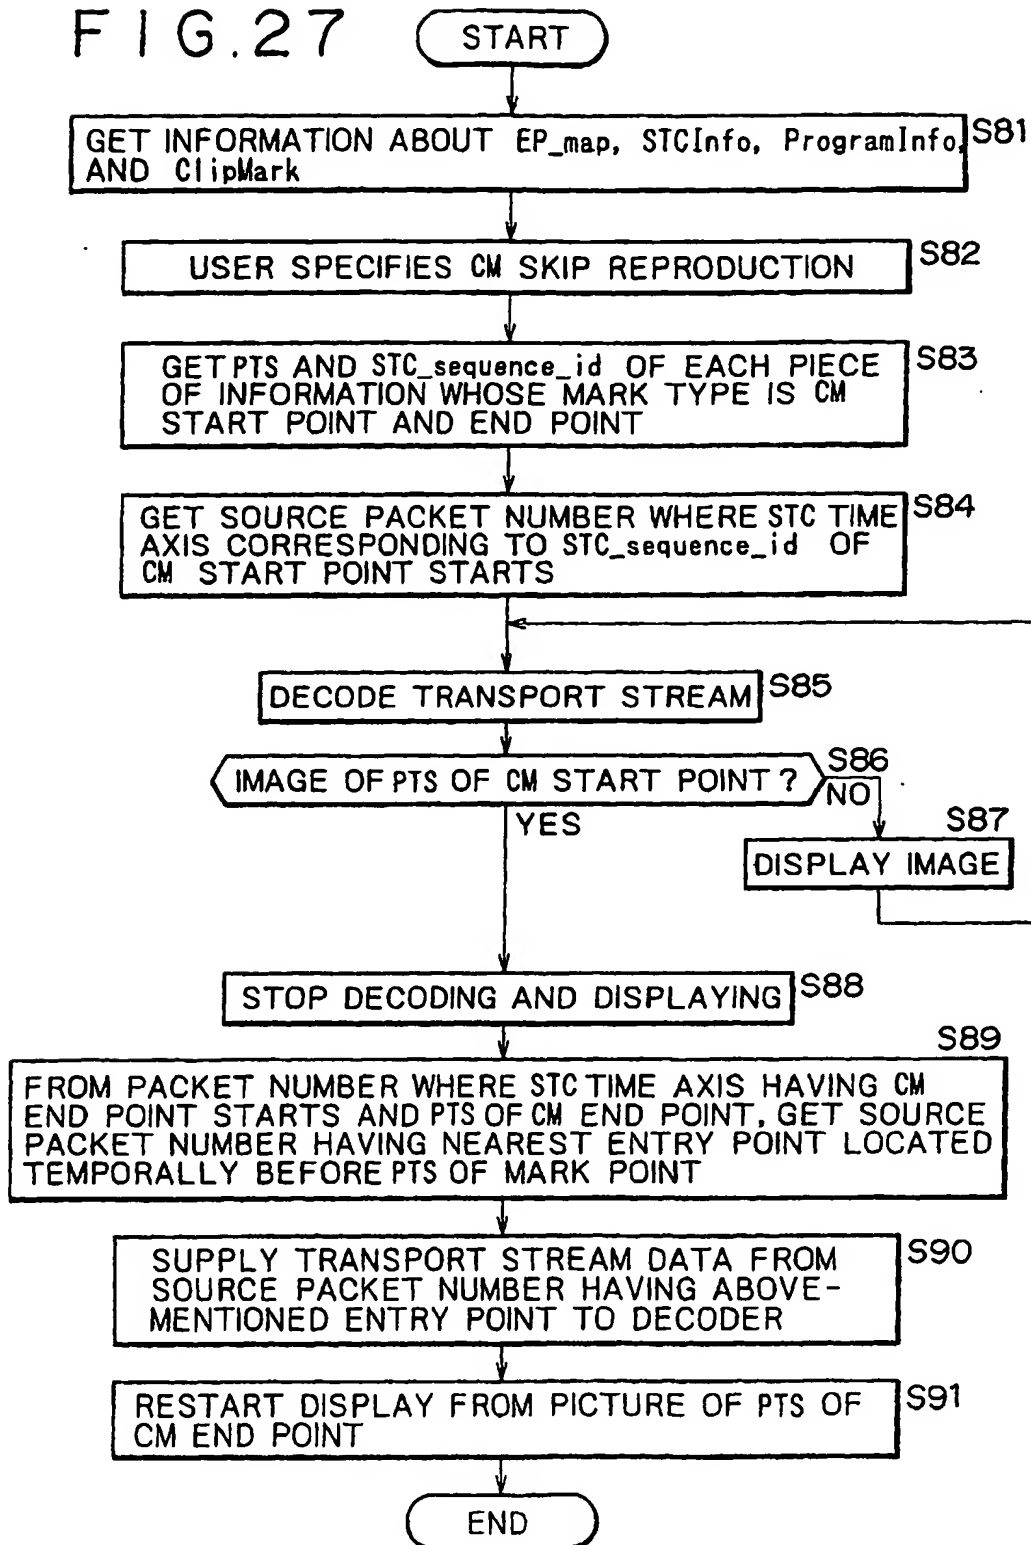 FIG.27
START
GET INFORMATION ABOUT EP_map, STCInfo, ProgramInfo,
AND ClipMark
S81
USER SPECIFIES CM SKIP REPRODUCTION
S82
GET PTS AND STC_sequence_id OF EACH PIECE
OF INFORMATION WHOSE MARK TYPE IS CM
START POINT AND END POINT
S83
GET SOURCE PACKET NUMBER WHERE STC TIME
AXIS CORRESPONDING TO STC_sequence_id OF
CM START POINT STARTS
S84
DECODE TRANSPORT STREAM
S85
IMAGE OF PTS OF CM START POINT?
S86
NO
YES
S87
DISPLAY IMAGE
STOP DECODING AND DISPLAYING
S88
S89
FROM PACKET NUMBER WHERE STC TIME AXIS HAVING CM
END POINT STARTS AND PTS OF CM END POINT, GET SOURCE
PACKET NUMBER HAVING NEAREST ENTRY POINT LOCATED
TEMPORALLY BEFORE PTS OF MARK POINT
SUPPLY TRANSPORT STREAM DATA FROM
SOURCE PACKET NUMBER HAVING ABOVE-
MENTIONED ENTRY POINT TO DECODER
S90
RESTART DISPLAY FROM PICTURE OF PTS OF
CM END POINT
S91
END